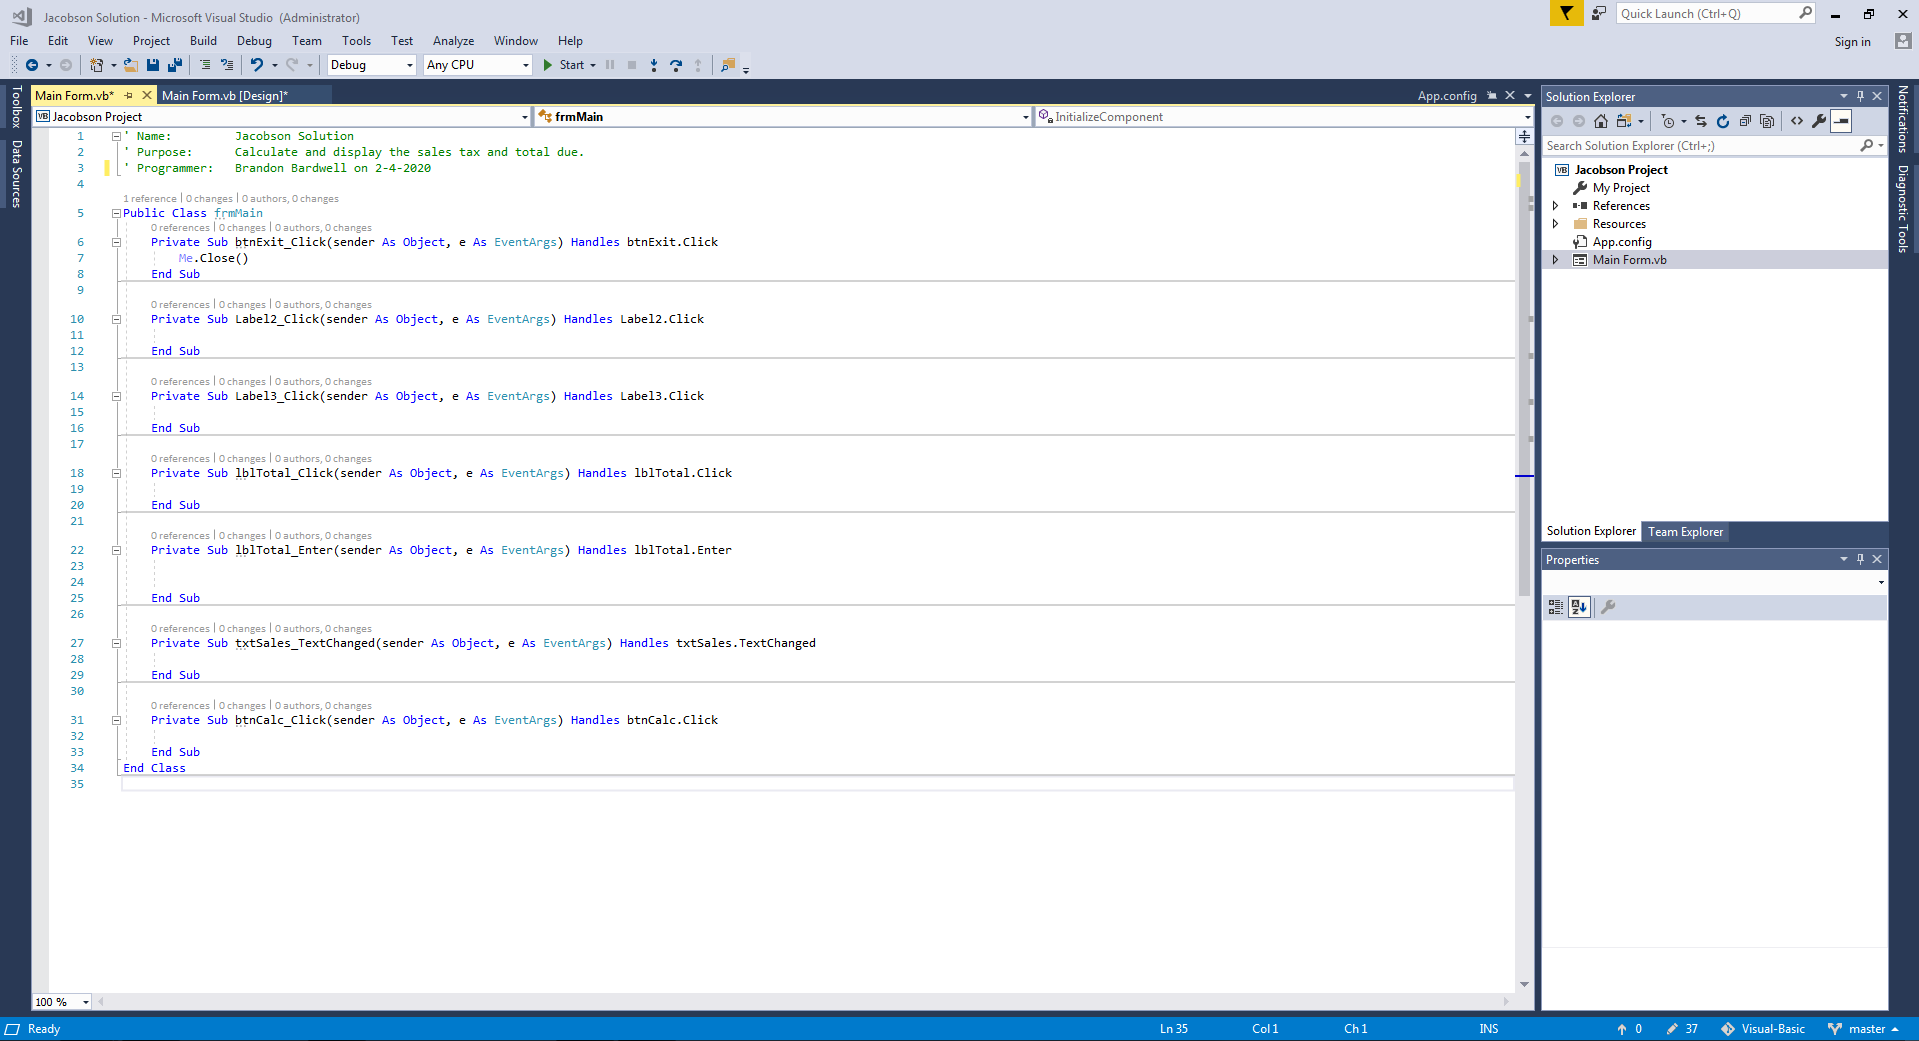 Jacobson Solution - Microsoft Visual Studio (Administrator)
Quick Launch (Ctrl+Q)
File Edit View Project Build Debug Team Tools Test Analyze Window Help
Sign in
Debug Any CPU Start
Toolbox
Data Sources
Main Form.vb* Main Form.vb [Design]* App.config
VB Jacobson Project frmMain InitializeComponent
1 ' Name: Jacobson Solution
2 ' Purpose: Calculate and display the sales tax and total due.
3 ' Programmer: Brandon Bardwell on 2-4-2020
4
1 reference | 0 changes | 0 authors, 0 changes
5 Public Class frmMain
0 references | 0 changes | 0 authors, 0 changes
6 Private Sub btnExit_Click(sender As Object, e As EventArgs) Handles btnExit.Click
7 Me.Close()
8 End Sub
9
0 references | 0 changes | 0 authors, 0 changes
10 Private Sub Label2_Click(sender As Object, e As EventArgs) Handles Label2.Click
11
12 End Sub
13
0 references | 0 changes | 0 authors, 0 changes
14 Private Sub Label3_Click(sender As Object, e As EventArgs) Handles Label3.Click
15
16 End Sub
17
0 references | 0 changes | 0 authors, 0 changes
18 Private Sub lblTotal_Click(sender As Object, e As EventArgs) Handles lblTotal.Click
19
20 End Sub
21
0 references | 0 changes | 0 authors, 0 changes
22 Private Sub lblTotal_Enter(sender As Object, e As EventArgs) Handles lblTotal.Enter
23
24
25 End Sub
26
0 references | 0 changes | 0 authors, 0 changes
27 Private Sub txtSales_TextChanged(sender As Object, e As EventArgs) Handles txtSales.TextChanged
28
29 End Sub
30
0 references | 0 changes | 0 authors, 0 changes
31 Private Sub btnCalc_Click(sender As Object, e As EventArgs) Handles btnCalc.Click
32
33 End Sub
34 End Class
35
100 %
Solution Explorer
Search Solution Explorer (Ctrl+;)
VB Jacobson Project
My Project
References
Resources
App.config
Main Form.vb
Solution Explorer Team Explorer
Properties
Notifications
Diagnostic Tools
Ready Ln 35 Col 1 Ch 1 INS 0 37 Visual-Basic master